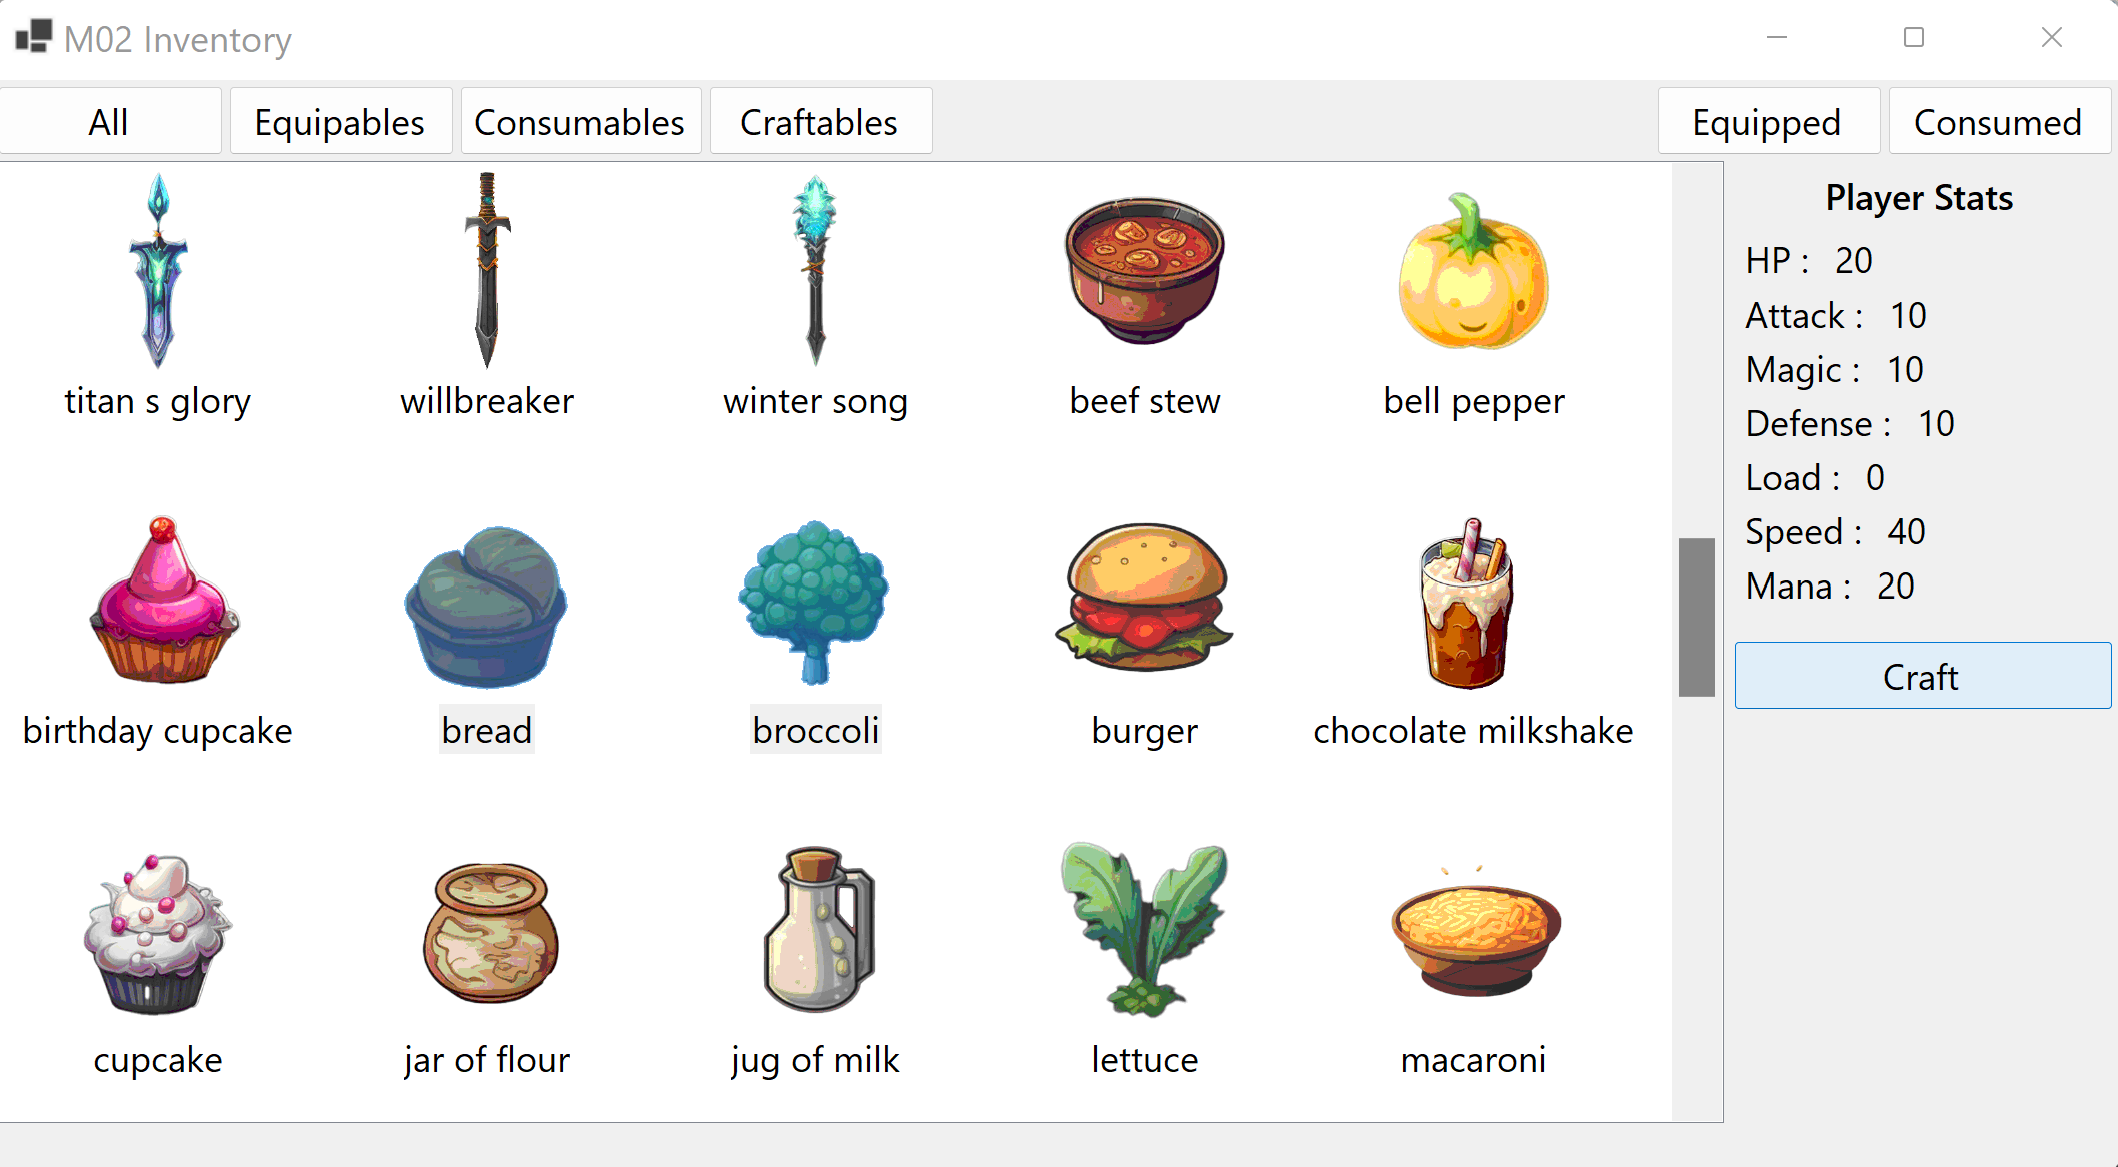 M02 Inventory
All Equipables Consumables Craftables Equipped Consumed
titan s glory willbreaker winter song beef stew bell pepper
birthday cupcake bread broccoli burger chocolate milkshake
cupcake jar of flour jug of milk lettuce macaroni
Player Stats
HP : 20
Attack : 10
Magic : 10
Defense : 10
Load : 0
Speed : 40
Mana : 20
Craft